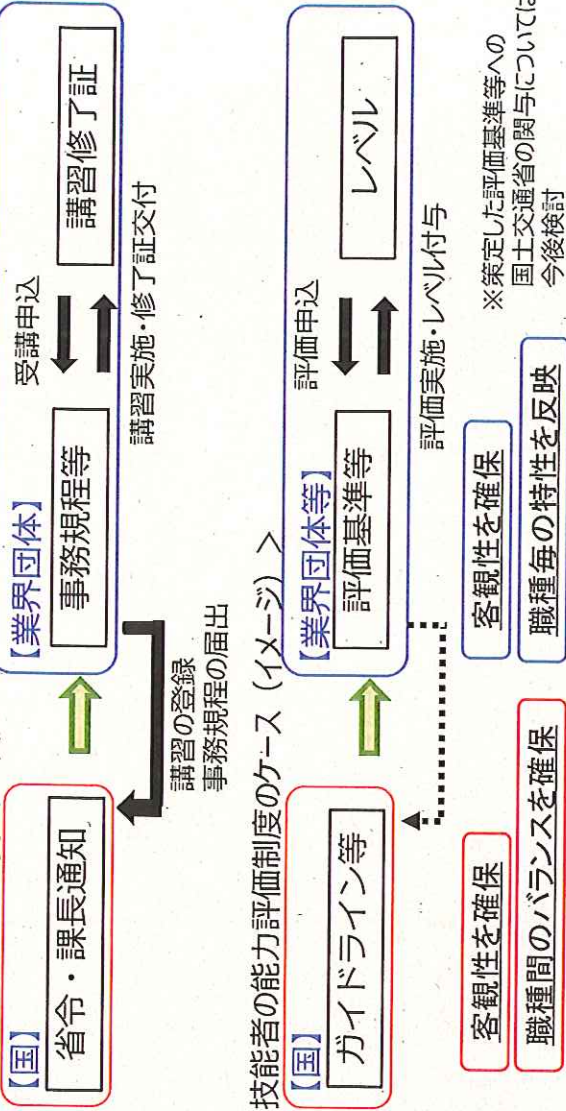 【国】
省令・課長通知
【業界団体】
事務規程等
受講申込
講習修了証
講習実施・修了証交付
講習の登録
事務規程の届出
技能者の能力評価制度のケース（イメージ）＞
【国】
ガイドライン等
【業界団体等】
評価基準等
評価申込
レベル
評価実施・レベル付与
客観性を確保
職種間のバランスを確保
客観性を確保
職種毎の特性を反映
※策定した評価基準等への
国土交通省の関与については
今後検討